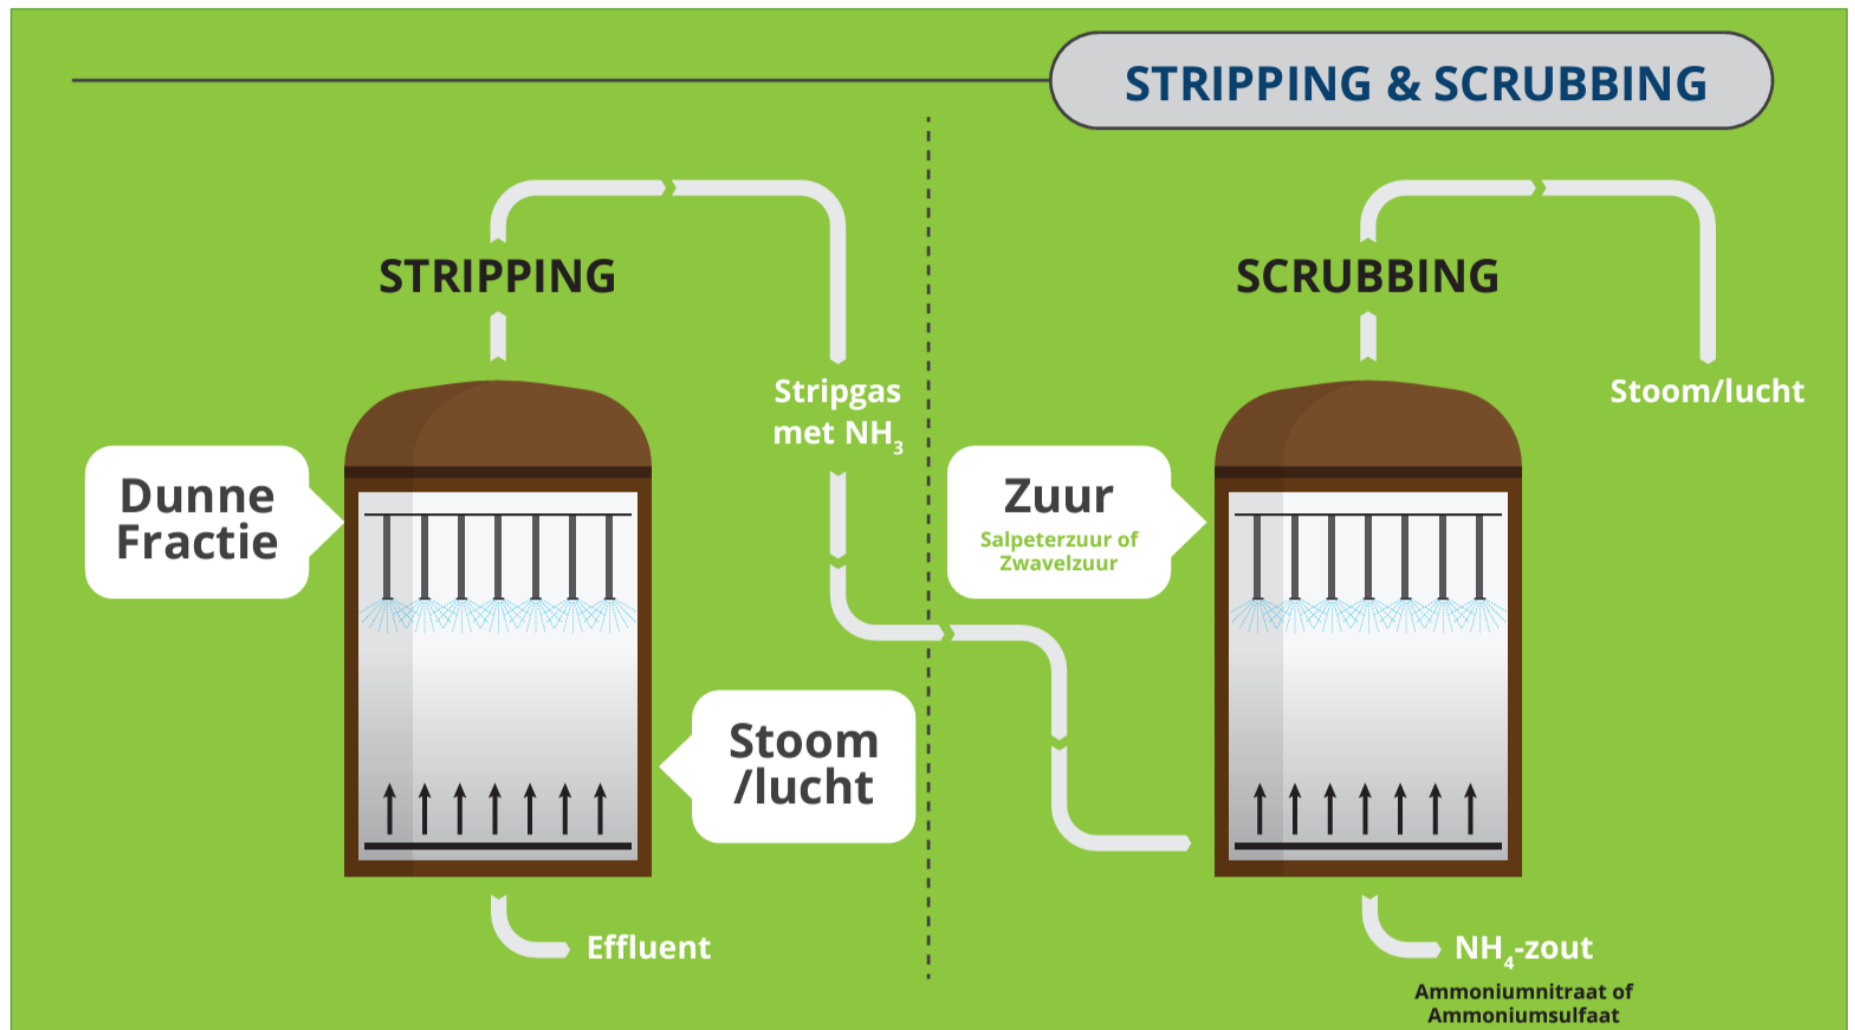 STRIPPING & SCRUBBING
STRIPPING
Stripgas
met NH₃
Dunne
Fractie
Stoom
/lucht
Effluent
SCRUBBING
Stoom/lucht
Zuur
Salpeterzuur of
Zwavelzuur
NH₄-zout
Ammoniumnitraat of
Ammoniumsulfaat